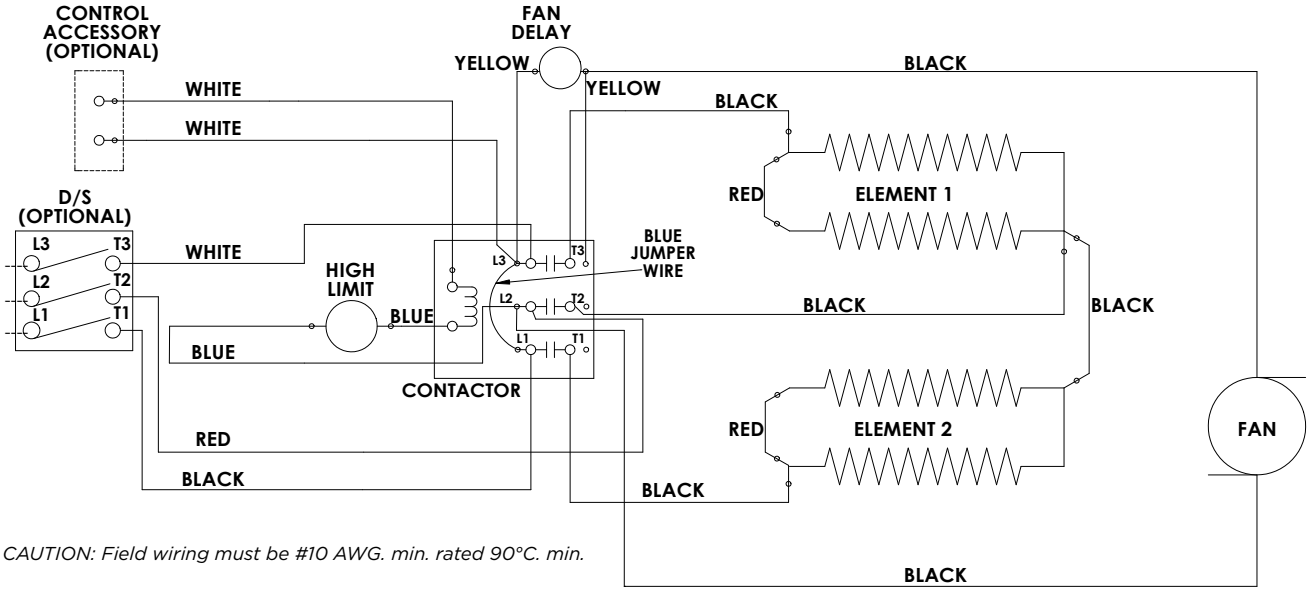 CONTROL
ACCESSORY
(OPTIONAL)
FAN
DELAY
YELLOW
YELLOW
BLACK
WHITE
WHITE
BLACK
RED
ELEMENT 1
D/S
(OPTIONAL)
L3
T3
L2
T2
L1
T1
WHITE
HIGH
LIMIT
BLUE
BLUE
L3
T3
L2
T2
L1
T1
BLUE
JUMPER
WIRE
CONTACTOR
BLACK
BLACK
RED
ELEMENT 2
FAN
RED
BLACK
BLACK
CAUTION: Field wiring must be #10 AWG. min. rated 90°C. min.
BLACK